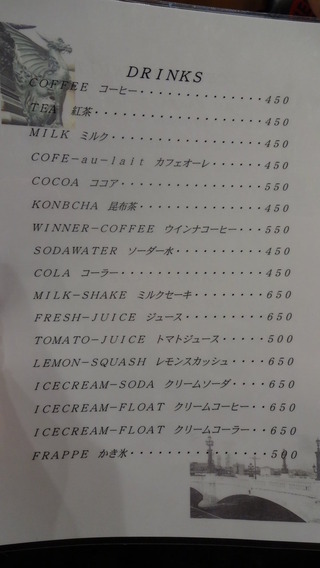 DRINKS
COFFEE コーヒー・・・・・・・・・・・・・・450
TEA 紅茶・・・・・・・・・・・・・・・・・・・450
MILK ミルク・・・・・・・・・・・・・・・・・450
COFE-au-lait カフェオーレ・・・・・・450
COCOA ココア・・・・・・・・・・・・・・・・550
KONBCHA 昆布茶・・・・・・・・・・・・・450
WINNER-COFFEE ウインナコーヒー・・・550
SODAWATER ソーダー水・・・・・・・・・・450
COLA コーラー・・・・・・・・・・・・・・・・450
MILK-SHAKE ミルクセーキ・・・・・・・・650
FRESH-JUICE ジュース・・・・・・・・・・650
TOMATO-JUICE トマトジュース・・・・・500
LEMON-SQUASH レモンスカッシュ・・・・650
ICECREAM-SODA クリームソーダ・・・・650
ICECREAM-FLOAT クリームコーヒー・・650
ICECREAM-FLOAT クリームコーラー・・650
FRAPPE かき氷・・・・・・・・・・・・・・・・500